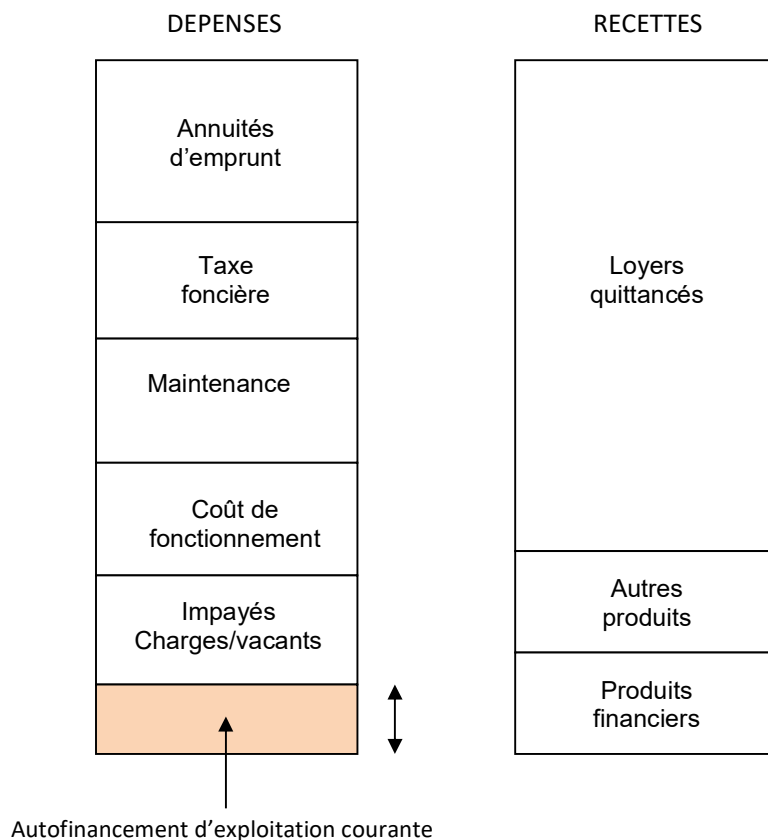 DEPENSES
RECETTES
Annuités
d’emprunt
Taxe
foncière
Maintenance
Coût de
fonctionnement
Impayés
Charges/vacants
Loyers
quittancés
Autres
produits
Produits
financiers
Autofinancement d’exploitation courante